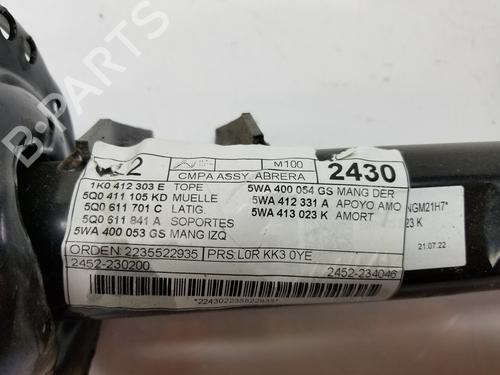 B-PARTS
2 M100 2430
CMPA ASSY. ABRERA
1K0 412 303 E TOPE 5WA 400 054 GS MANG DER
5Q0 411 105 KD MUELLE 5WA 412 331 A APOYO AMO
5Q0 611 701 C LATIG. 5WA 413 023 K AMORT
5Q0 611 841 A SOPORTES
5WA 400 053 GS MANG IZQ
ORDEN: 2235522935 PRS: L0R KK3 0YE
2452-230200 2452-234046
*224302235522935*
NGM21H7*
23 K
21.07.22